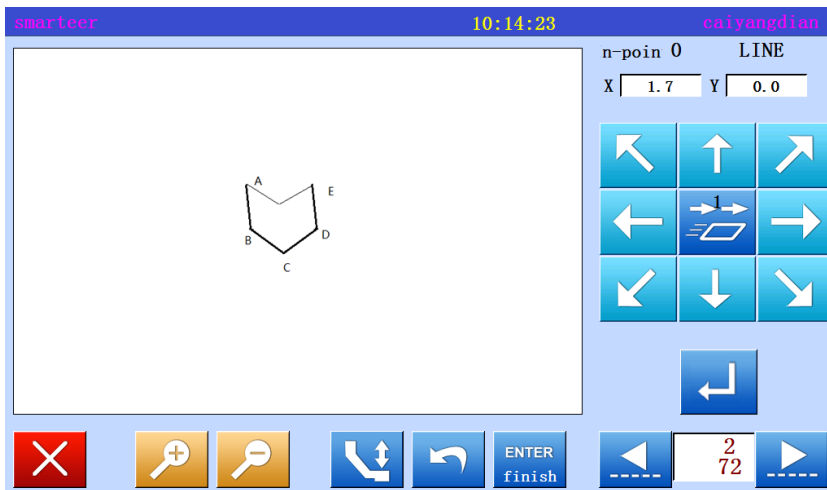 smarteer 10:14:23 caiyangdian
n-poin 0 LINE
X 1.7 Y 0.0
A
E
B
D
C
1
ENTER
finish
2
72